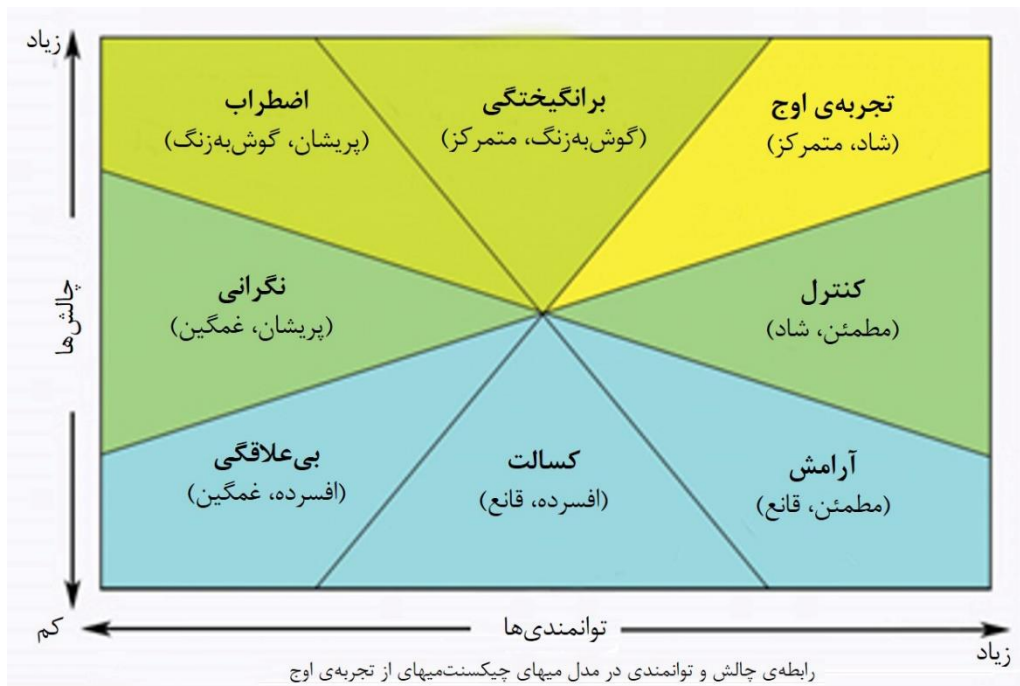 زیاد
تجربه‌ی اوج
(شاد، متمرکز)
برانگیختگی
(گوش‌به‌زنگ، متمرکز)
اضطراب
(پریشان، گوش‌به‌زنگ)
کنترل
(مطمئن، شاد)
نگرانی
(پریشان، غمگین)
چالش‌ها
آرامش
(مطمئن، قانع)
کسالت
(افسرده، قانع)
بی‌علاقگی
(افسرده، غمگین)
کم
توانمندی‌ها
زیاد
رابطه‌ی چالش و توانمندی در مدل میهای چیکسنت‌میهای از تجربه‌ی اوج